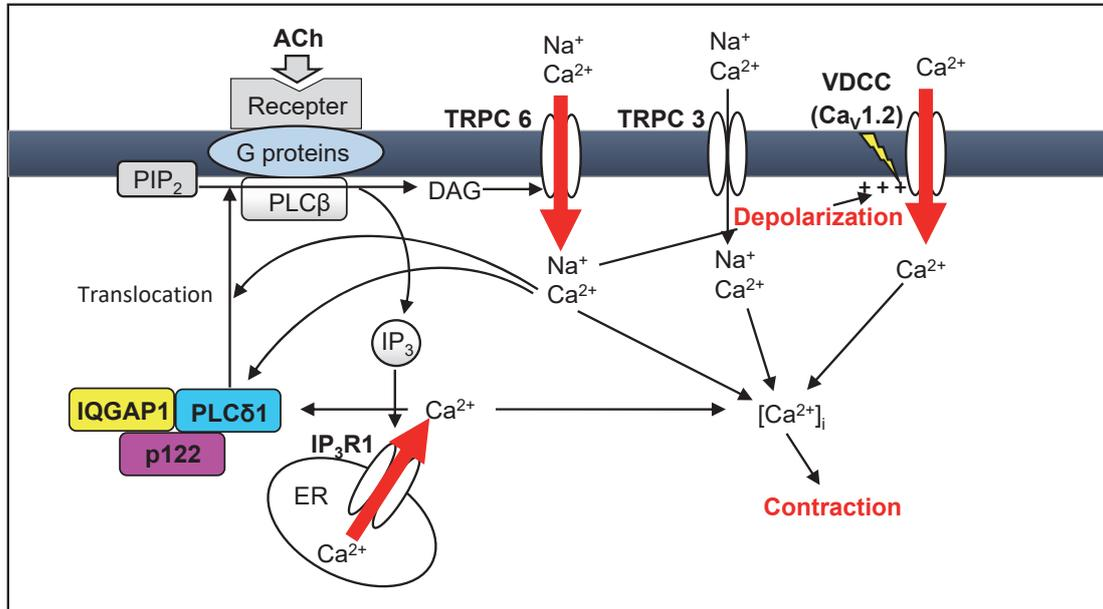 ACh
Recepter
G proteins
PIP₂
PLCβ
DAG
TRPC 6
Na⁺
Ca²⁺
TRPC 3
Na⁺
Ca²⁺
VDCC
(CaV1.2)
Ca²⁺
+ + +
Depolarization
Na⁺
Ca²⁺
Na⁺
Ca²⁺
Ca²⁺
Translocation
IP₃
IQGAP1
PLCδ1
p122
Ca²⁺
[Ca²⁺]i
IP₃R1
ER
Ca²⁺
Contraction